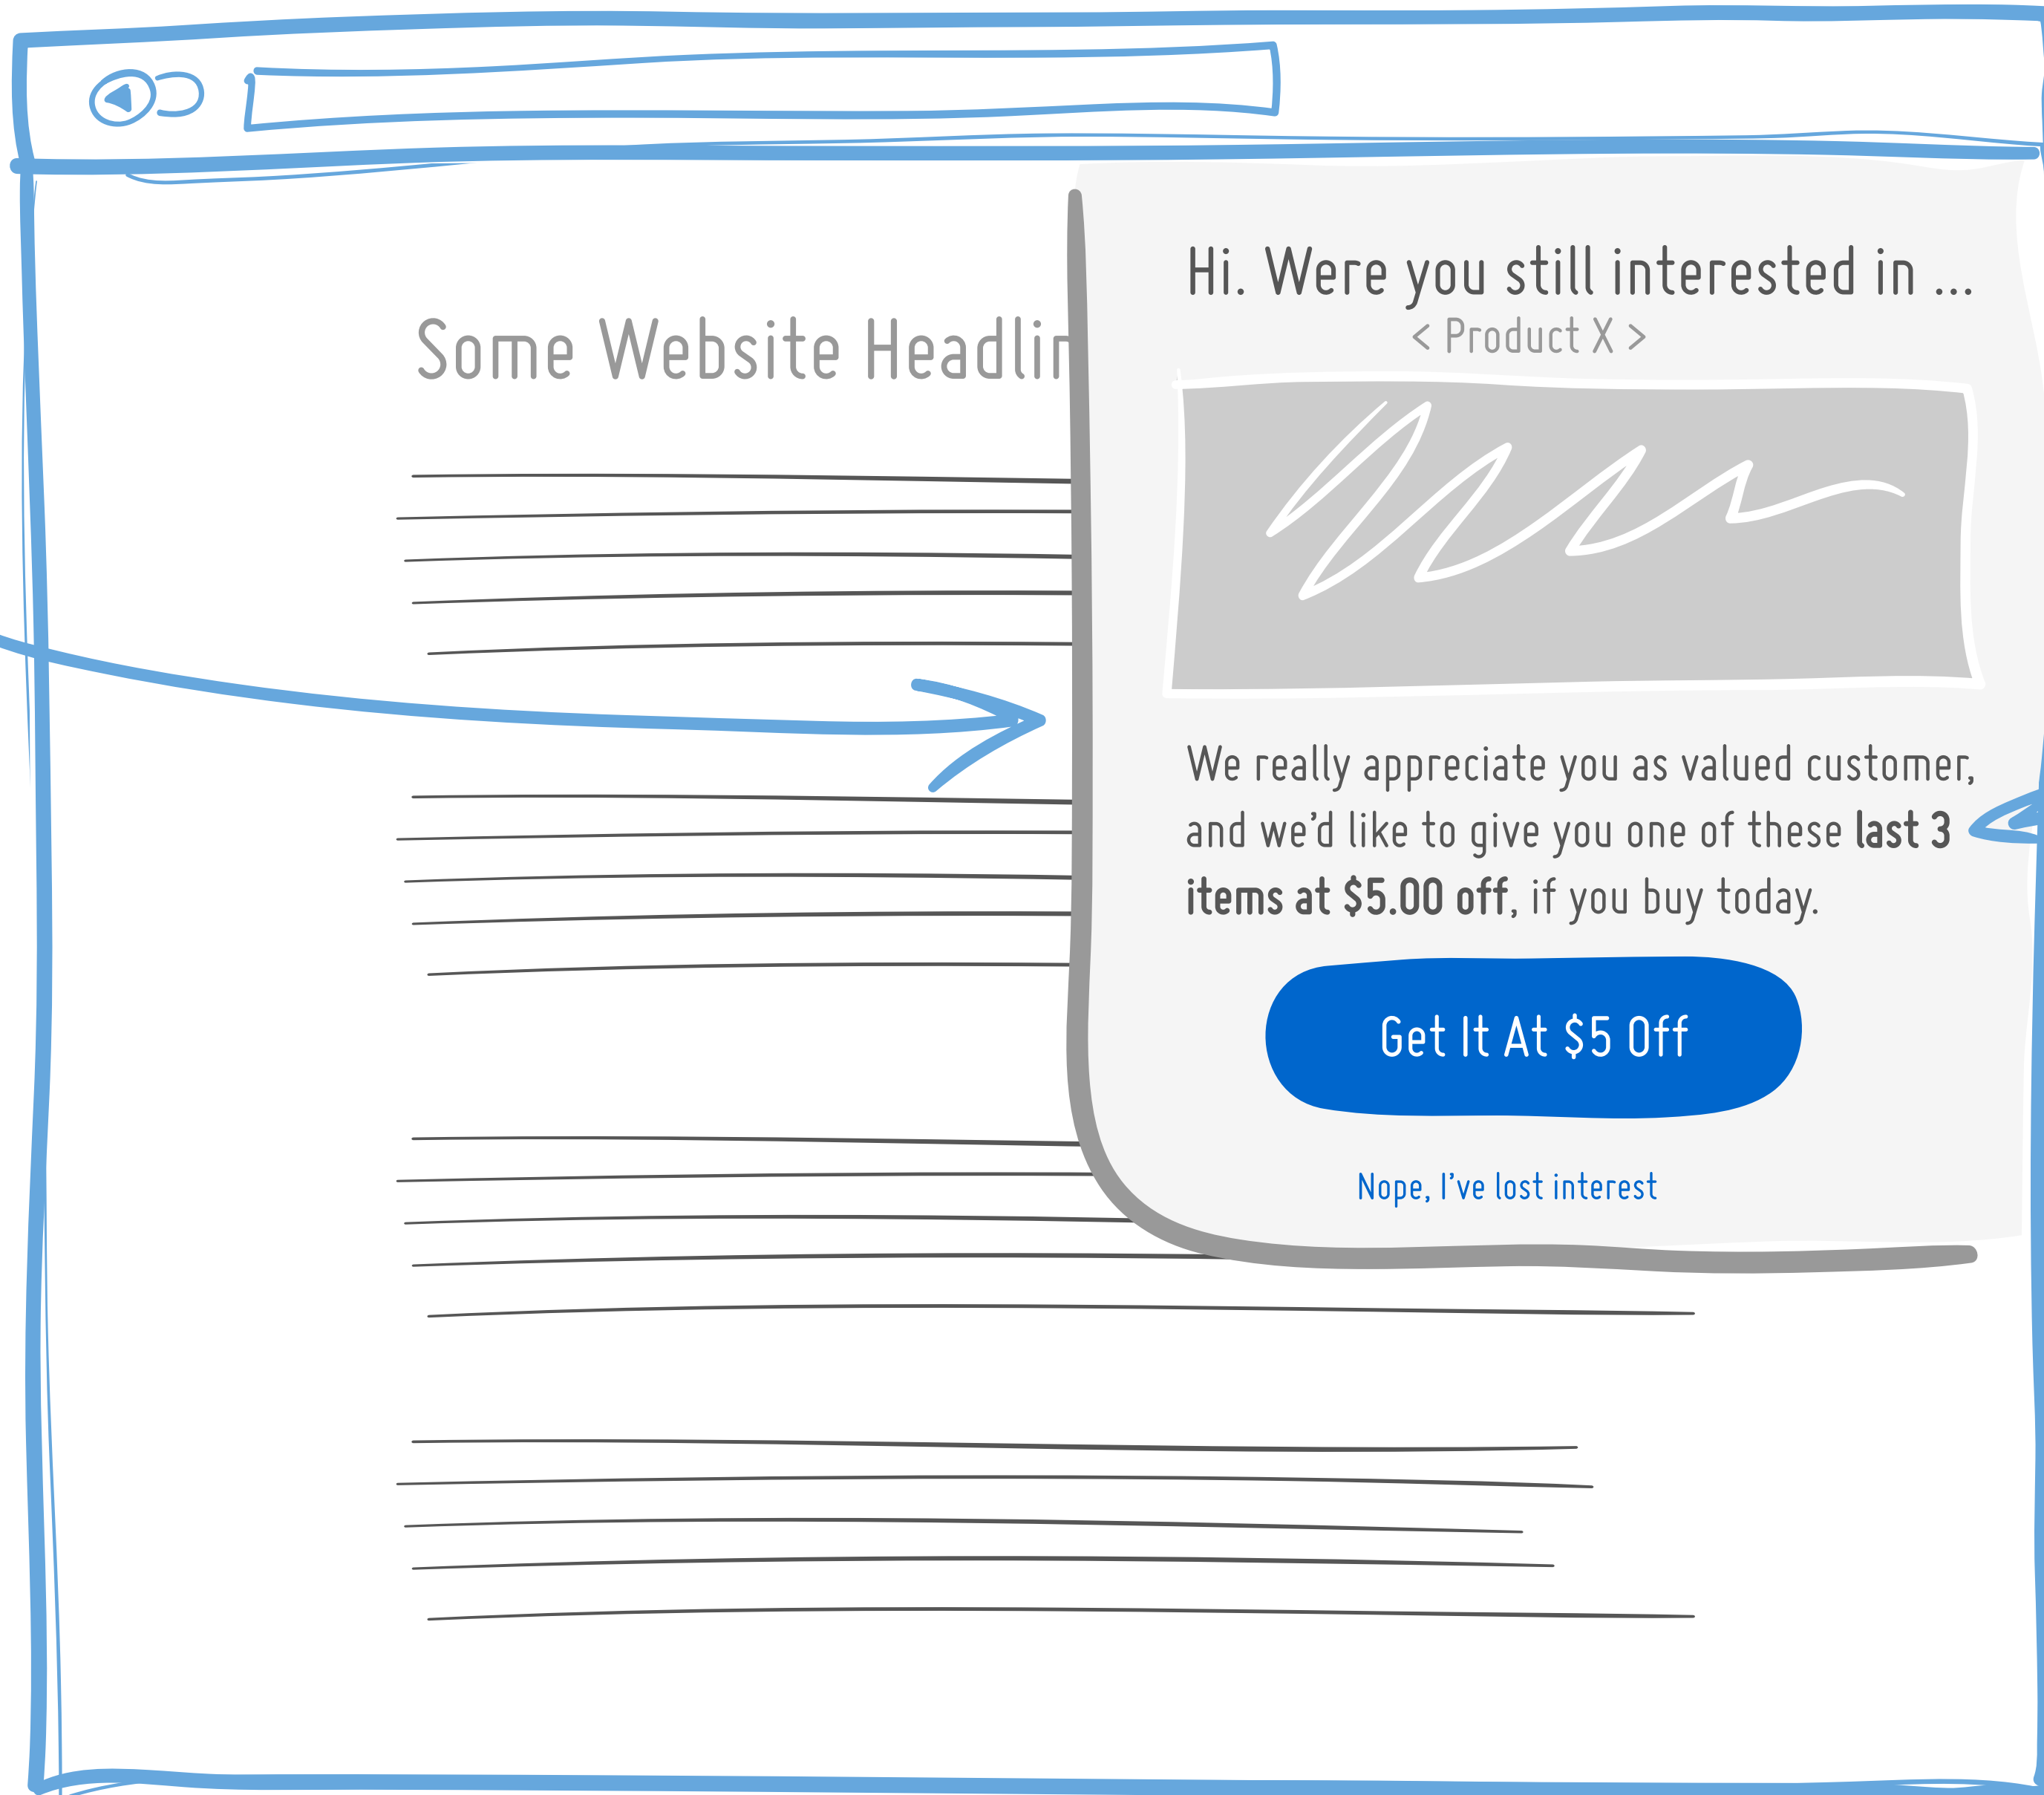 Some Website Headlin
Hi. Were you still interested in ...
< Product X >
We really appreciate you as valued customer,
and we'd like to give you one of these last 3
items at $5.00 off, if you buy today.
Get It At $5 Off
Nope, I've lost interest